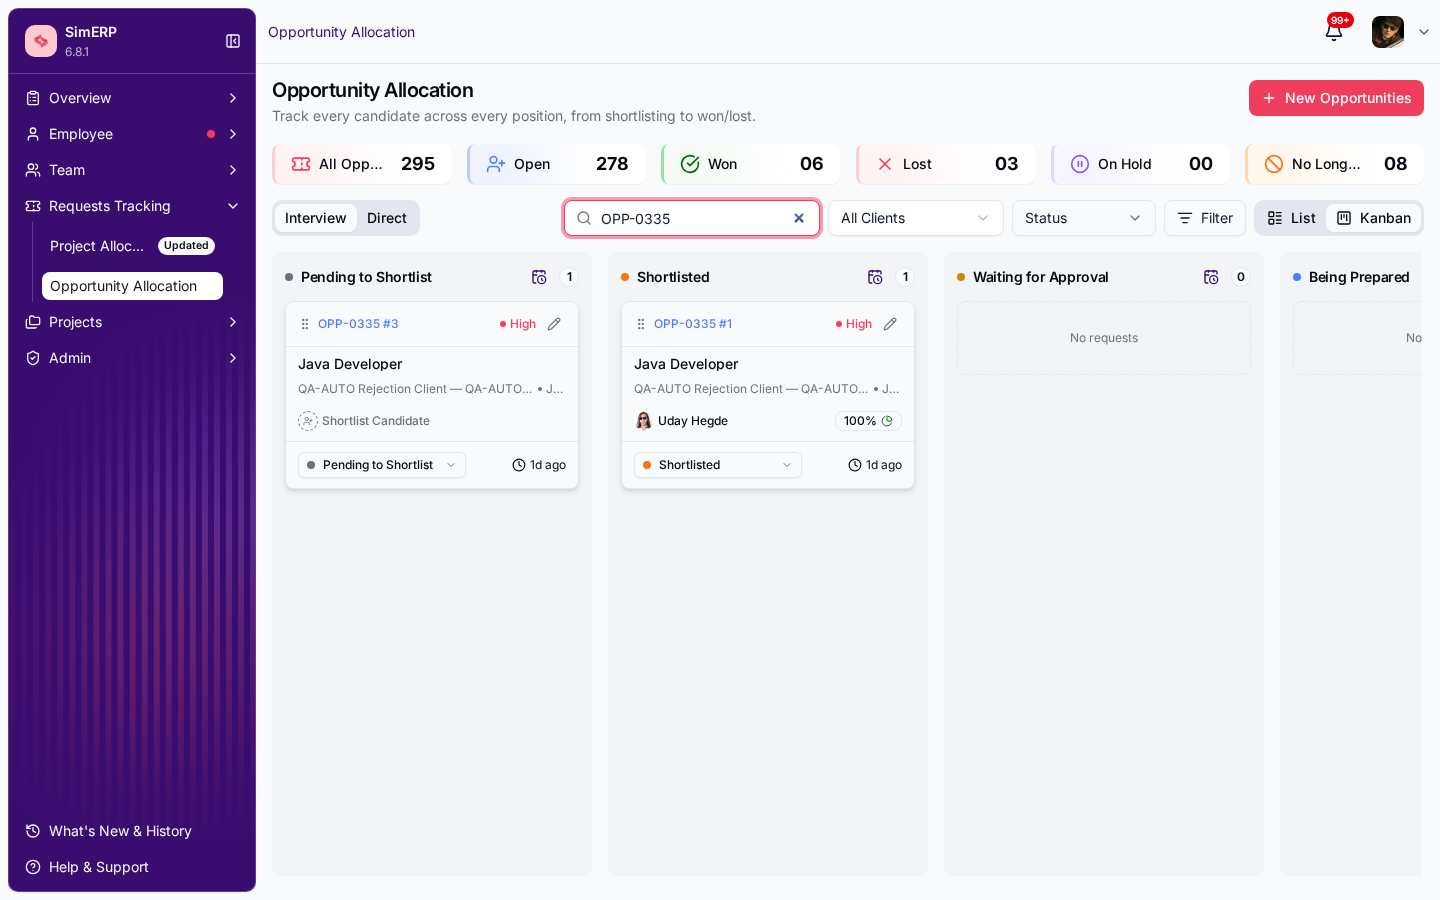 SimERP
6.8.1
Overview
Employee
Team
Requests Tracking
Project Alloc...
Updated
Opportunity Allocation
Projects
Admin
What's New & History
Help & Support
Opportunity Allocation
99+
Opportunity Allocation
Track every candidate across every position, from shortlisting to won/lost.
New Opportunities
All Opp... 295
Open 278
Won 06
Lost 03
On Hold 00
No Long... 08
Interview Direct
OPP-0335
All Clients
Status
Filter
List Kanban
Pending to Shortlist 1
OPP-0335 #3 High
Java Developer
QA-AUTO Rejection Client — QA-AUTO... • J...
Shortlist Candidate
Pending to Shortlist 1d ago
Shortlisted 1
OPP-0335 #1 High
Java Developer
QA-AUTO Rejection Client — QA-AUTO... • J...
Uday Hegde 100%
Shortlisted 1d ago
Waiting for Approval 0
No requests
Being Prepared
No